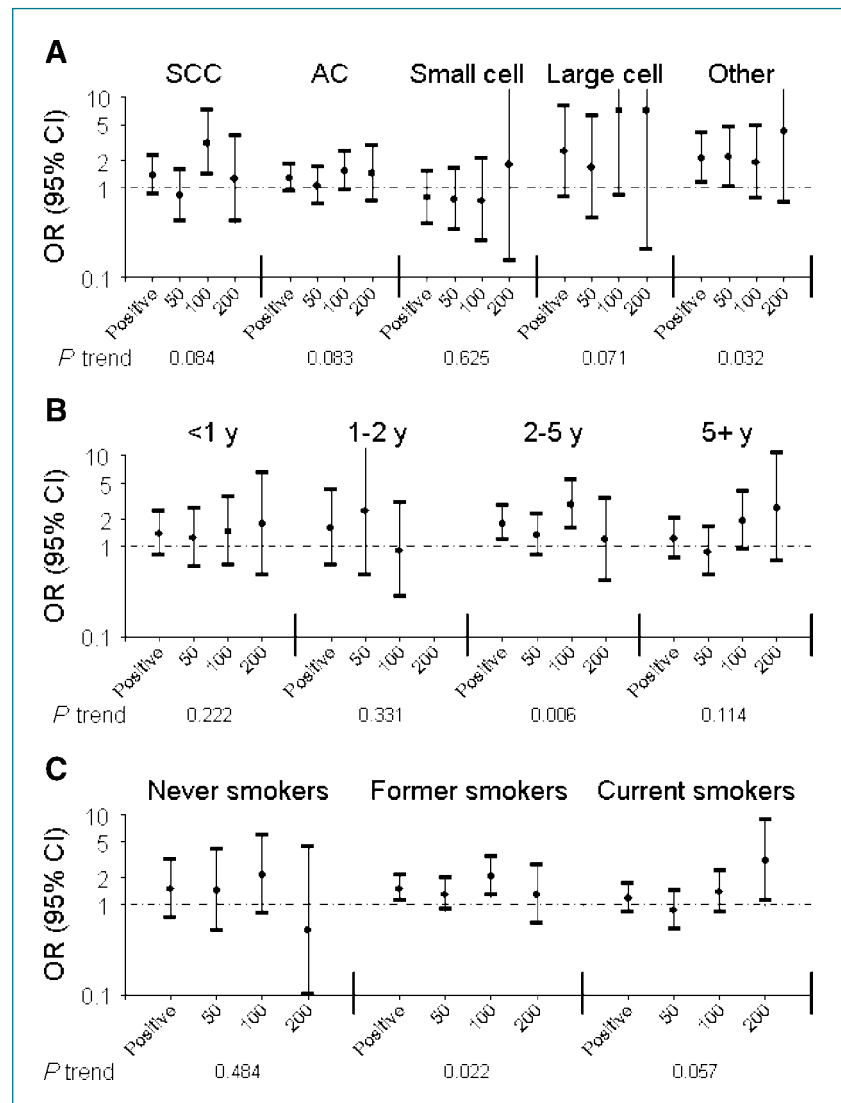 A
SCC AC Small cell Large cell Other
OR (95% CI)
10
5
2
1
0.1
Positive 50 100 200 Positive 50 100 200 Positive 50 100 200 Positive 50 100 200 Positive 50 100 200
P trend 0.084 0.083 0.625 0.071 0.032
B
<1 y 1-2 y 2-5 y 5+ y
OR (95% CI)
10
5
2
1
0.1
Positive 50 100 200 Positive 50 100 200 Positive 50 100 200 Positive 50 100 200
P trend 0.222 0.331 0.006 0.114
C
Never smokers Former smokers Current smokers
OR (95% CI)
10
5
2
1
0.1
Positive 50 100 200 Positive 50 100 200 Positive 50 100 200
P trend 0.484 0.022 0.057